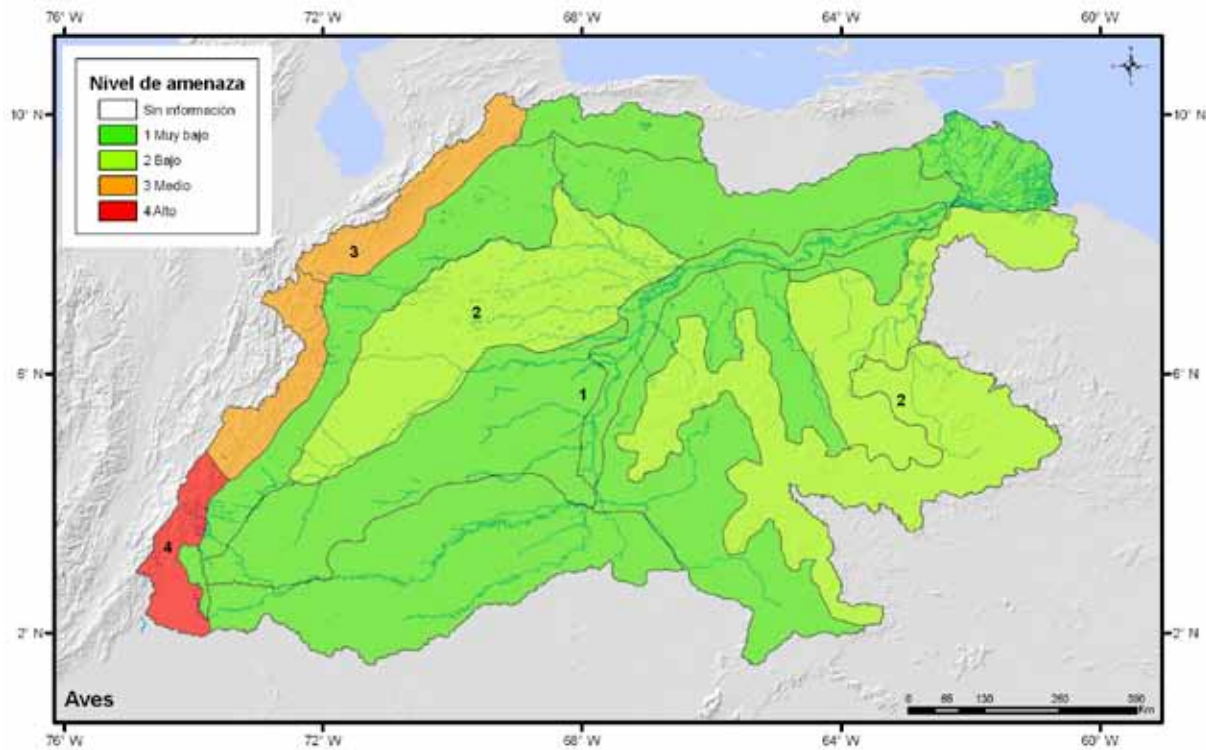 76° W 72° W 68° W 64° W 60° W
Nivel de amenaza
Sin información
1 Muy bajo
2 Bajo
3 Medio
4 Alto
10° N 10° N
3
2
6° N 6° N
1
2
4
2° N 2° N
Aves
0 65 130 260 390
Km
76° W 72° W 68° W 64° W 60° W